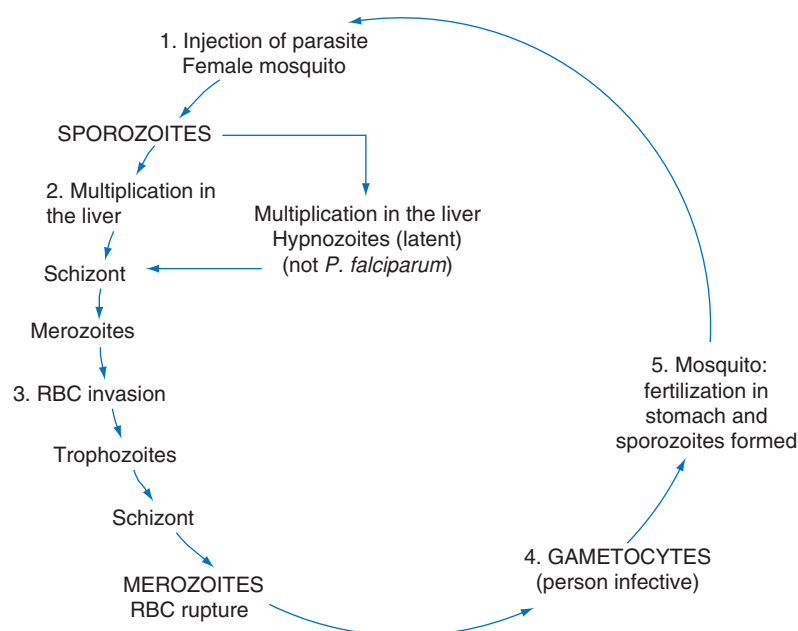 1. Injection of parasite
Female mosquito
SPOROZOITES
2. Multiplication in
the liver
Multiplication in the liver
Hypnozoites (latent)
(not P. falciparum)
Schizont
Merozoites
3. RBC invasion
Trophozoites
Schizont
MEROZOITES
RBC rupture
4. GAMETOCYTES
(person infective)
5. Mosquito:
fertilization in
stomach and
sporozoites formed